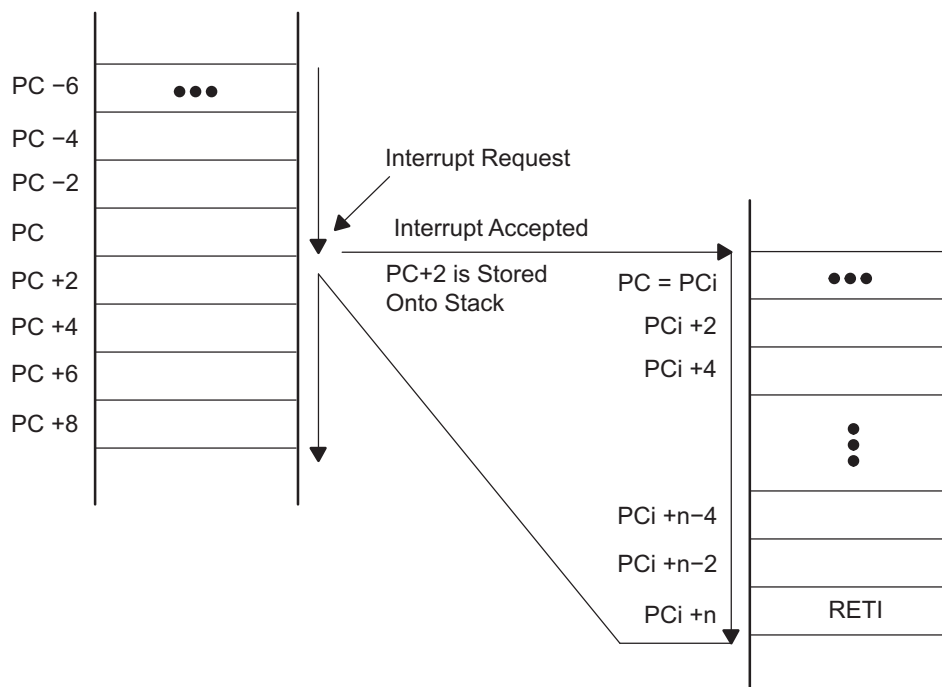 PC −6
PC −4
PC −2
PC
PC +2
PC +4
PC +6
PC +8
Interrupt Request
Interrupt Accepted
PC+2 is Stored
Onto Stack
PC = PCi
PCi +2
PCi +4
PCi +n−4
PCi +n−2
PCi +n
RETI